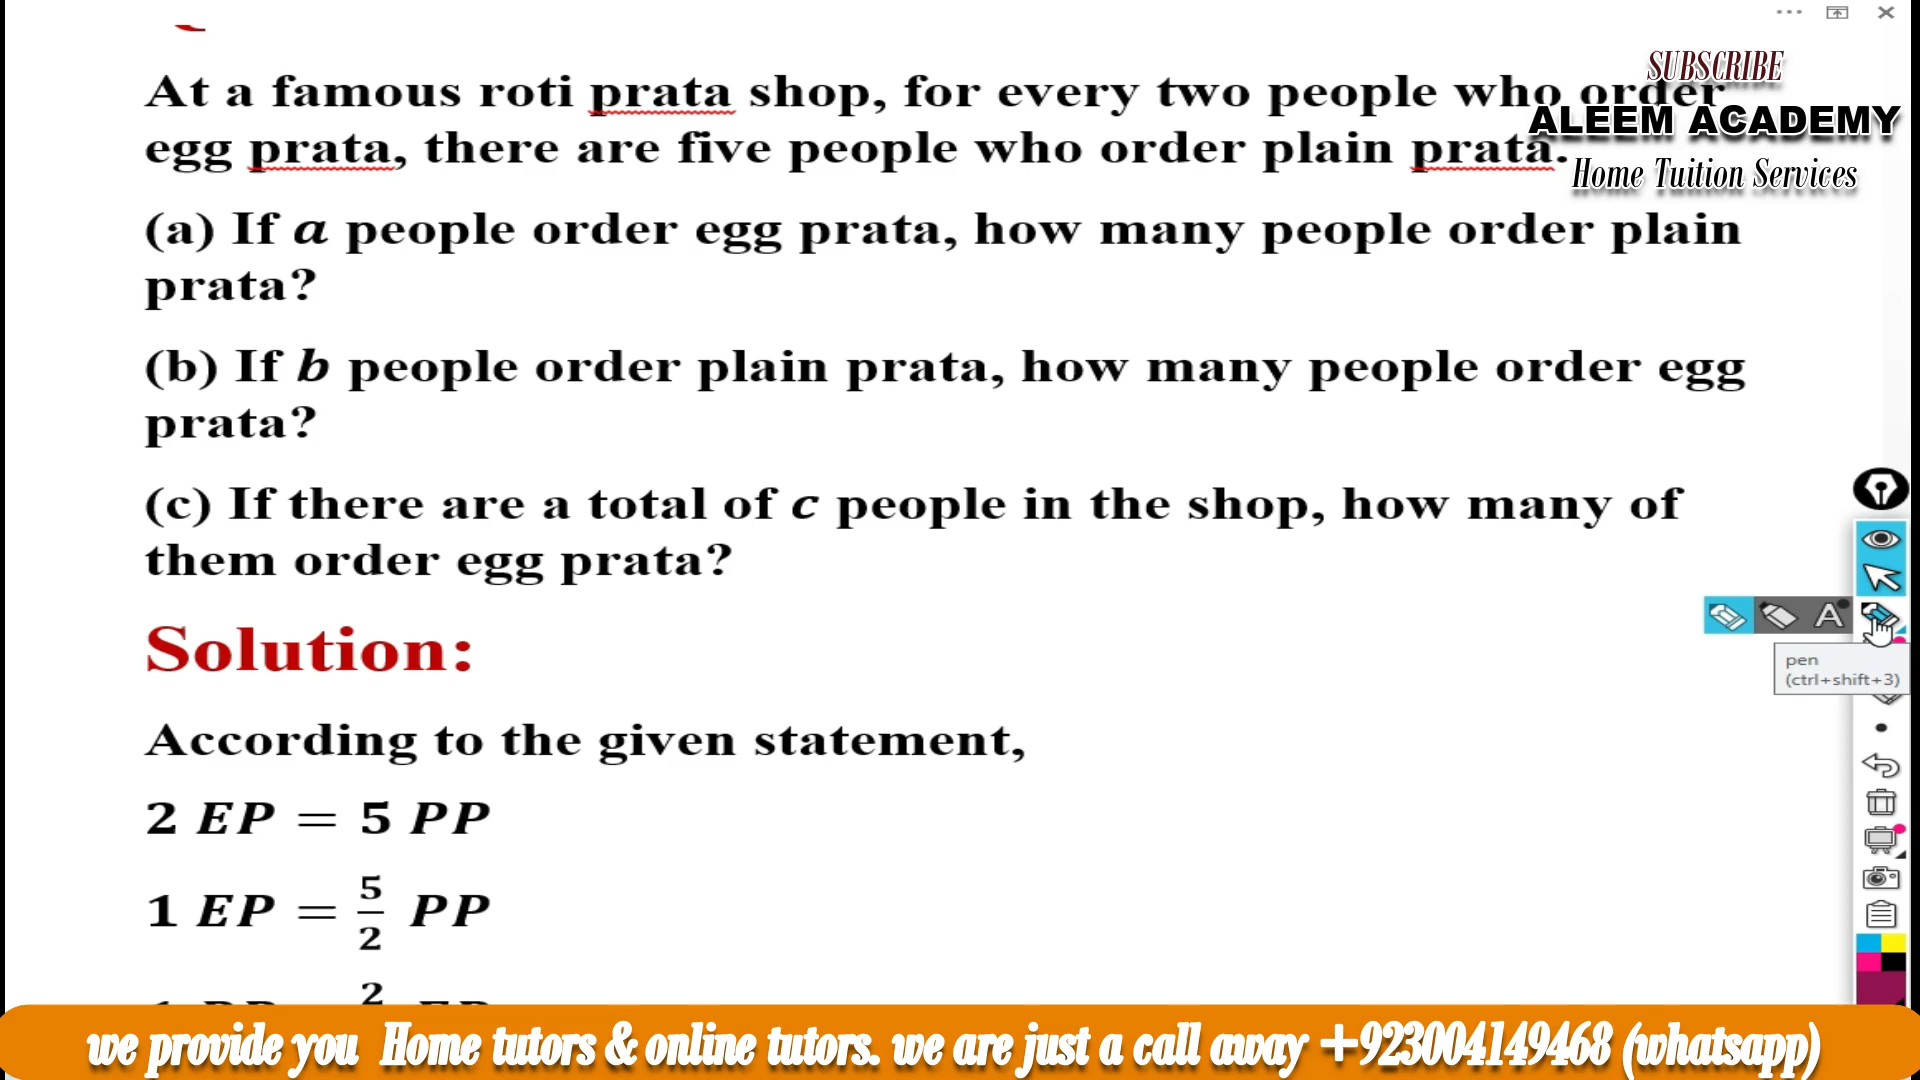 SUBSCRIBE
At a famous roti prata shop, for every two people who order
ALEEM ACADEMY
egg prata, there are five people who order plain prata.
Home Tuition Services
(a) If a people order egg prata, how many people order plain
prata?
(b) If b people order plain prata, how many people order egg
prata?
(c) If there are a total of c people in the shop, how many of
them order egg prata?
Solution:
A
pen
(ctrl+shift+3)
According to the given statement,
2 EP = 5 PP
1 EP = 5/2 PP
we provide you Home tutors & online tutors. we are just a call away +923004149468 (whatsapp)